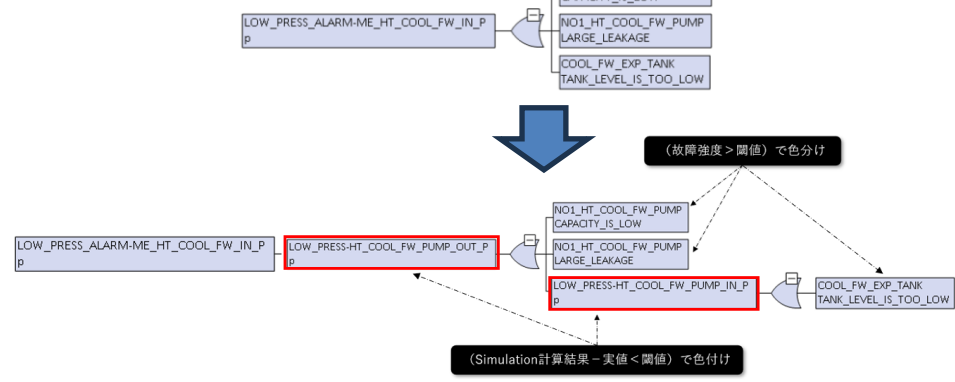 LOW_PRESS_ALARM-ME_HT_COOL_FW_IN_P
p
NO1_HT_COOL_FW_PUMP
LARGE_LEAKAGE
COOL_FW_EXP_TANK
TANK_LEVEL_IS_TOO_LOW
（故障強度＞閾値）で色分け
NO1_HT_COOL_FW_PUMP
CAPACITY_IS_LOW
LOW_PRESS_ALARM-ME_HT_COOL_FW_IN_P
p
LOW_PRESS-HT_COOL_FW_PUMP_OUT_P
p
NO1_HT_COOL_FW_PUMP
LARGE_LEAKAGE
LOW_PRESS-HT_COOL_FW_PUMP_IN_P
p
COOL_FW_EXP_TANK
TANK_LEVEL_IS_TOO_LOW
（Simulation計算結果－実値＜閾値）で色付け